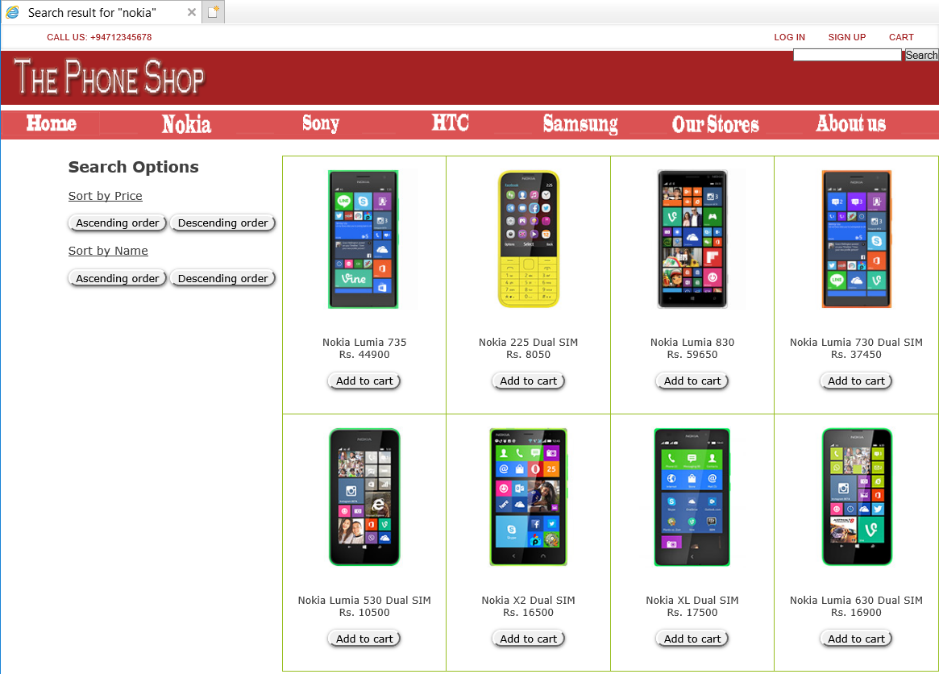 Search result for "nokia"
CALL US: +94712345678
LOG IN SIGN UP CART
Search
THE PHONE SHOP
Home Nokia Sony HTC Samsung Our Stores About us
Search Options
Sort by Price
Ascending order Descending order
Sort by Name
Ascending order Descending order
Nokia Lumia 735 Nokia 225 Dual SIM Nokia Lumia 830 Nokia Lumia 730 Dual SIM
Rs. 44900 Rs. 8050 Rs. 59650 Rs. 37450
Add to cart Add to cart Add to cart Add to cart
Nokia Lumia 530 Dual SIM Nokia X2 Dual SIM Nokia XL Dual SIM Nokia Lumia 630 Dual SIM
Rs. 10500 Rs. 16500 Rs. 17500 Rs. 16900
Add to cart Add to cart Add to cart Add to cart